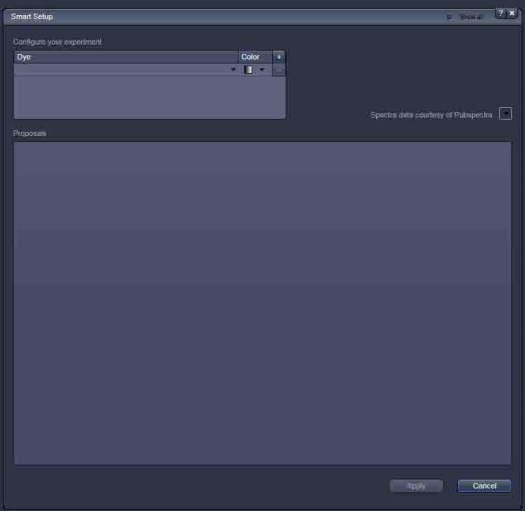 Smart Setup
Show all
?
Configure your experiment
Dye Color +
Spectra data courtesy of Pubspectra
Proposals
Apply Cancel